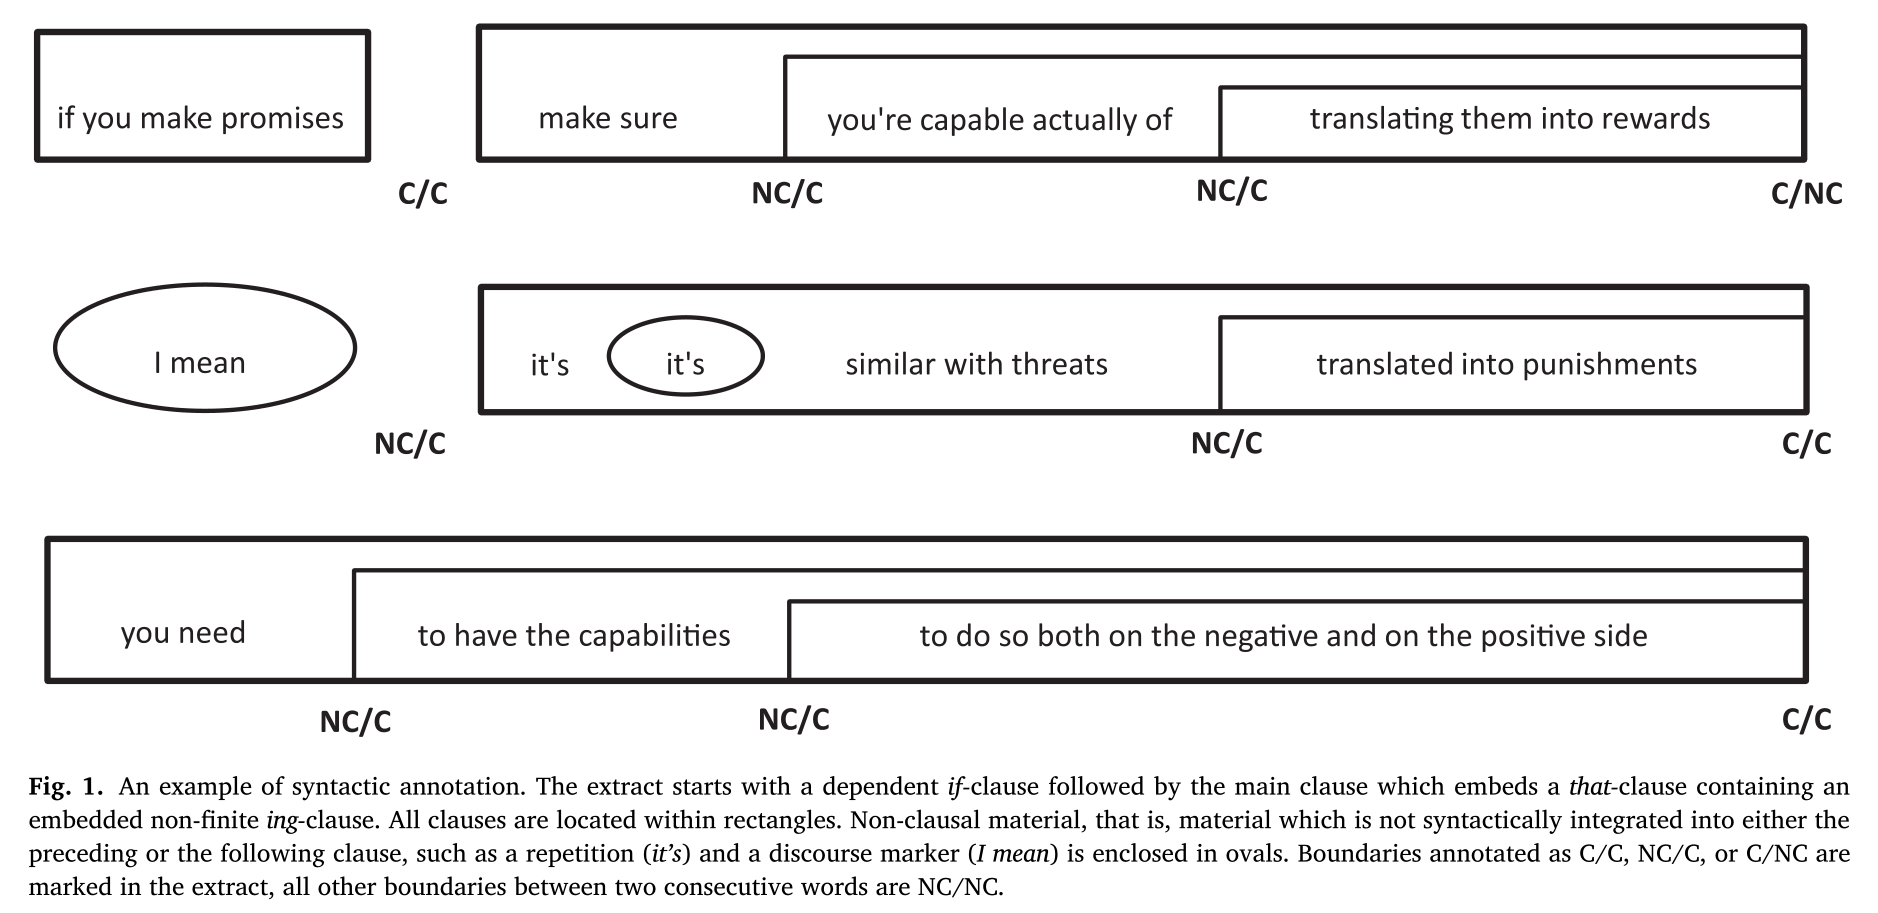 if you make promises make sure you're capable actually of translating them into rewards
C/C NC/C NC/C C/NC
I mean it's it's similar with threats translated into punishments
NC/C NC/C C/C
you need to have the capabilities to do so both on the negative and on the positive side
NC/C NC/C C/C
Fig. 1. An example of syntactic annotation. The extract starts with a dependent if-clause followed by the main clause which embeds a that-clause containing an
embedded non-finite ing-clause. All clauses are located within rectangles. Non-clausal material, that is, material which is not syntactically integrated into either the
preceding or the following clause, such as a repetition (it's) and a discourse marker (I mean) is enclosed in ovals. Boundaries annotated as C/C, NC/C, or C/NC are
marked in the extract, all other boundaries between two consecutive words are NC/NC.